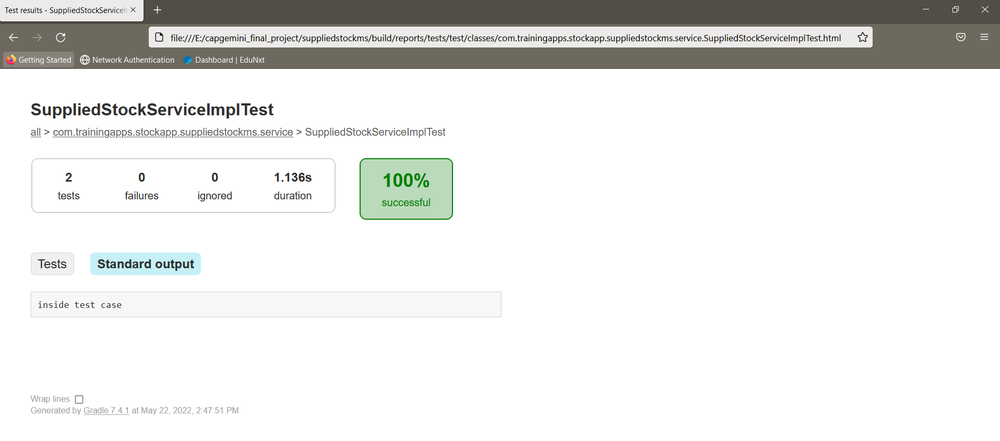 Test results - SuppliedStockServiceIm
file:///E:/capgemini_final_project/suppliedstockms/build/reports/tests/test/classes/com.trainingapps.stockapp.suppliedstockms.service.SuppliedStockServiceImplTest.html
Getting Started Network Authentication Dashboard | EduNxt
SuppliedStockServiceImplTest
all > com.trainingapps.stockapp.suppliedstockms.service > SuppliedStockServiceImplTest
2 0 0 1.136s
tests failures ignored duration
100%
successful
Tests Standard output
inside test case
Wrap lines
Generated by Gradle 7.4.1 at May 22, 2022, 2:47:51 PM